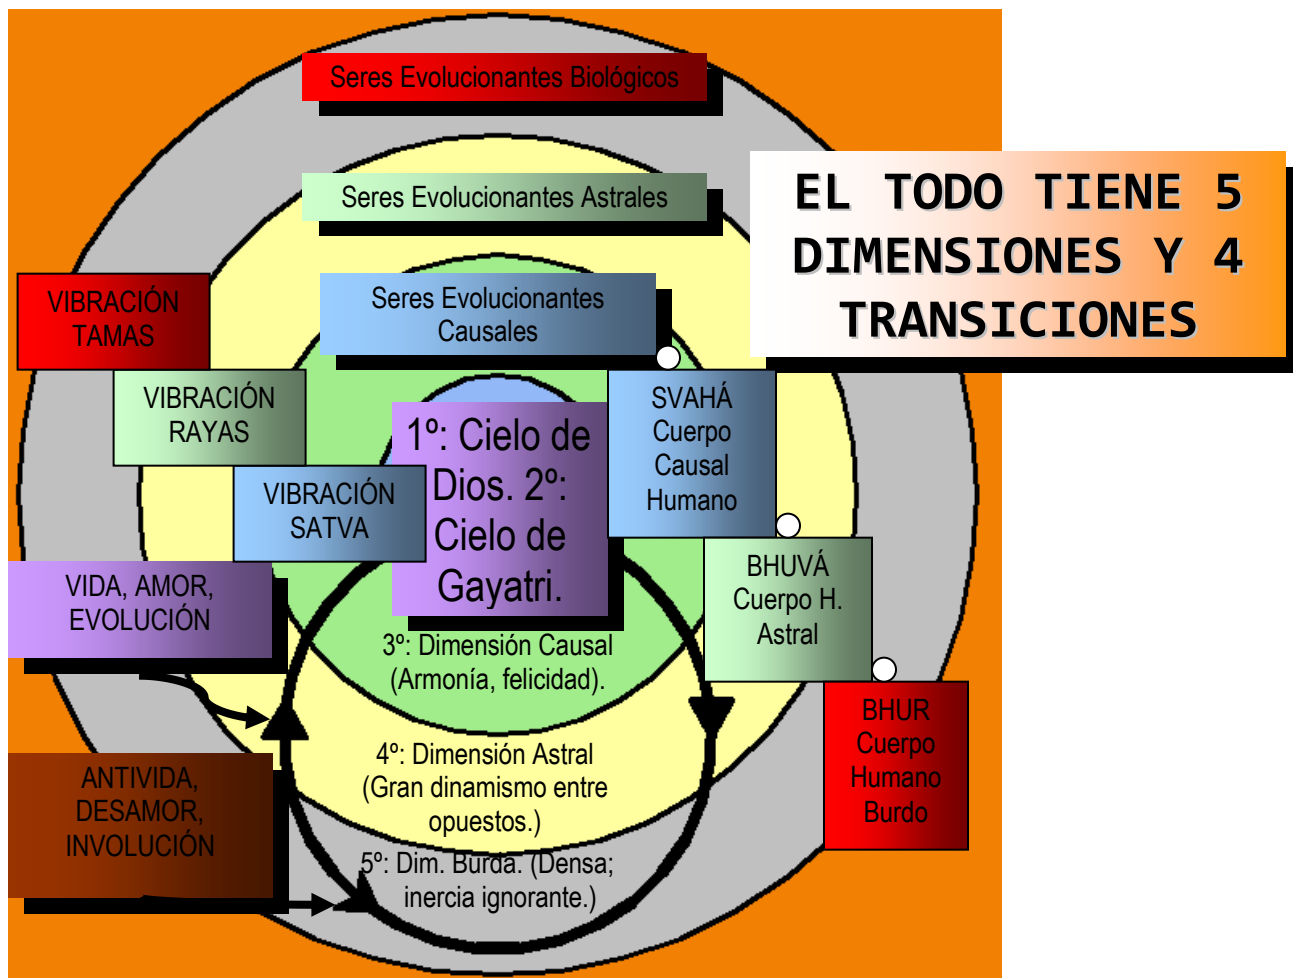 Seres Evolucionantes Biológicos
EL TODO TIENE 5
DIMENSIONES Y 4
TRANSICIONES
Seres Evolucionantes Astrales
Seres Evolucionantes
Causales
VIBRACIÓN
TAMAS
VIBRACIÓN
RAYAS
VIBRACIÓN
SATVA
1º: Cielo de
Dios. 2º:
Cielo de
Gayatri.
SVAHÁ
Cuerpo
Causal
Humano
BHUVÁ
Cuerpo H.
Astral
BHUR
Cuerpo
Humano
Burdo
VIDA, AMOR,
EVOLUCIÓN
3º: Dimensión Causal
(Armonía, felicidad).
4º: Dimensión Astral
(Gran dinamismo entre
opuestos.)
ANTIVIDA,
DESAMOR,
INVOLUCIÓN
5º: Dim. Burda. (Densa;
inercia ignorante.)